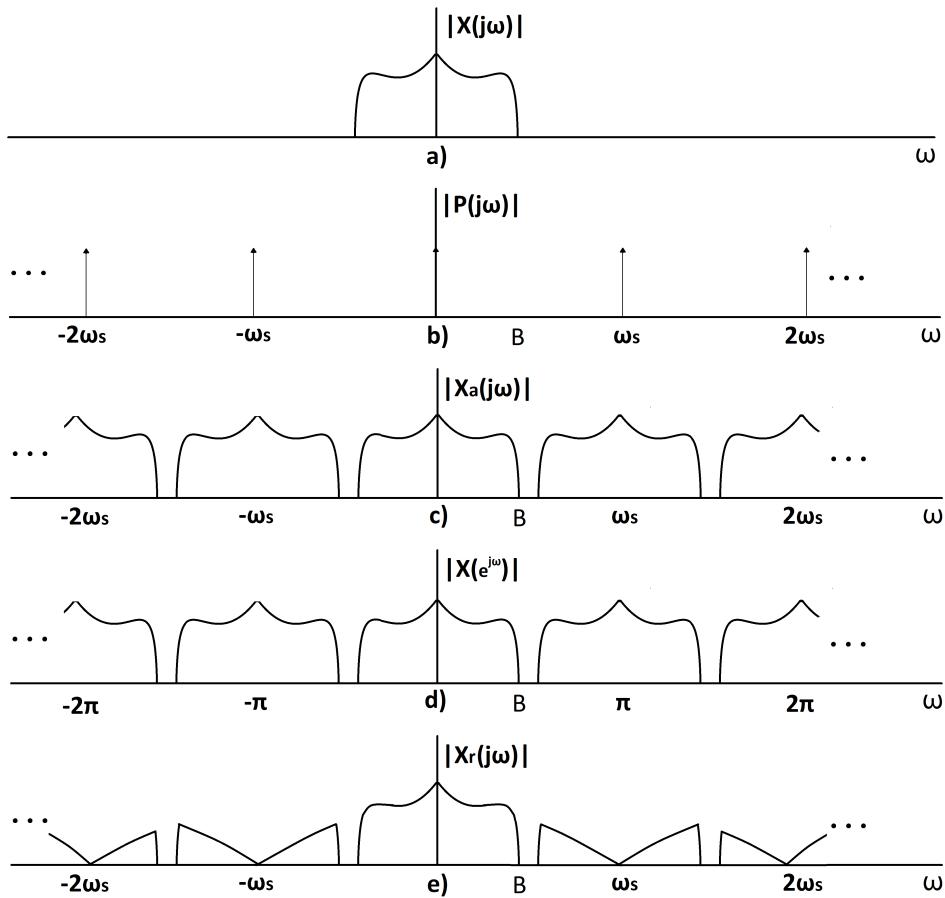 |X(jω)|
a) ω
|P(jω)|
... ...
-2ωs -ωs b) B ωs 2ωs ω
|Xa(jω)|
... ...
-2ωs -ωs c) B ωs 2ωs ω
|X(e^jω)|
... ...
-2π -π d) B π 2π ω
|Xr(jω)|
... ...
-2ωs -ωs e) B ωs 2ωs ω